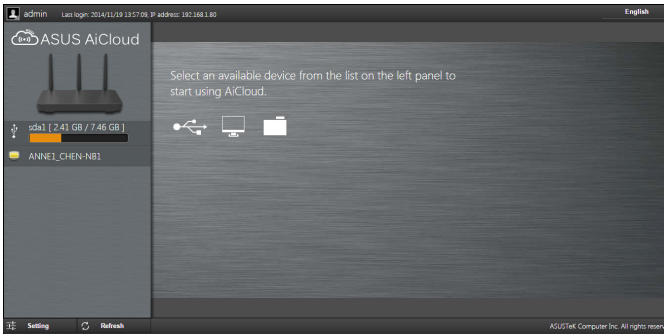 admin Last login: 2014/11/19 13:57:09, IP address: 192.168.1.80 English
ASUS AiCloud
Select an available device from the list on the left panel to
start using AiCloud.
sda1 [ 2.41 GB / 7.46 GB ]
ANNE1_CHEN-NB1
Setting Refresh ASUSTeK Computer Inc. All rights reser